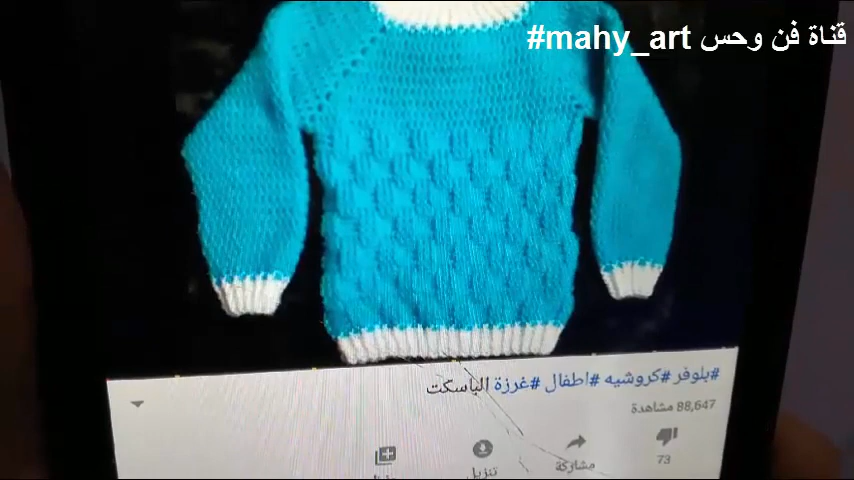 قناة فن وحس #mahy_art
#بلوفر #كروشيه #اطفال #غرزة الباسكت
88,647 مشاهدة
73
مشاركة
تنزيل